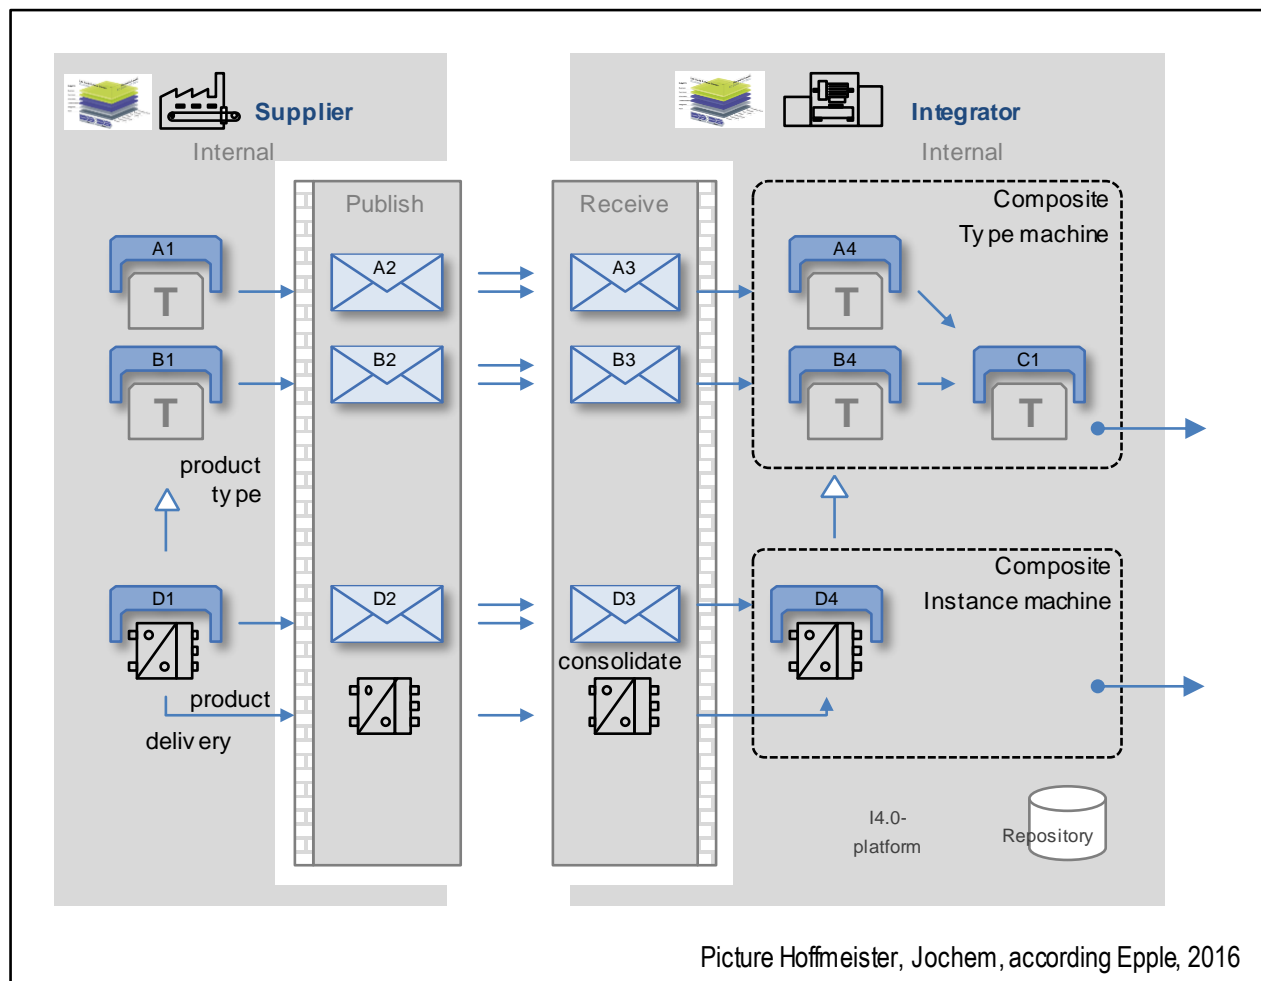 Supplier
Internal
Integrator
Internal
Publish
Receive
Composite
Type machine
A1
A2
A3
A4
T
T
B1
B2
B3
B4
C1
T
T
T
product
type
Composite
Instance machine
D1
D2
D3
D4
consolidate
product
delivery
I4.0-
platform
Repository
Picture Hoffmeister, Jochem, according Epple, 2016